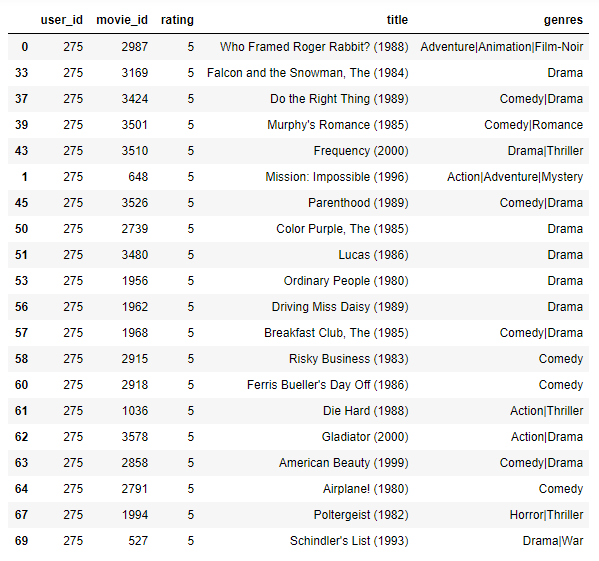 user_id movie_id rating title genres
0 275 2987 5 Who Framed Roger Rabbit? (1988) Adventure|Animation|Film-Noir
33 275 3169 5 Falcon and the Snowman, The (1984) Drama
37 275 3424 5 Do the Right Thing (1989) Comedy|Drama
39 275 3501 5 Murphy's Romance (1985) Comedy|Romance
43 275 3510 5 Frequency (2000) Drama|Thriller
1 275 648 5 Mission: Impossible (1996) Action|Adventure|Mystery
45 275 3526 5 Parenthood (1989) Comedy|Drama
50 275 2739 5 Color Purple, The (1985) Drama
51 275 3480 5 Lucas (1986) Drama
53 275 1956 5 Ordinary People (1980) Drama
56 275 1962 5 Driving Miss Daisy (1989) Drama
57 275 1968 5 Breakfast Club, The (1985) Comedy|Drama
58 275 2915 5 Risky Business (1983) Comedy
60 275 2918 5 Ferris Bueller's Day Off (1986) Comedy
61 275 1036 5 Die Hard (1988) Action|Thriller
62 275 3578 5 Gladiator (2000) Action|Drama
63 275 2858 5 American Beauty (1999) Comedy|Drama
64 275 2791 5 Airplane! (1980) Comedy
67 275 1994 5 Poltergeist (1982) Horror|Thriller
69 275 527 5 Schindler's List (1993) Drama|War